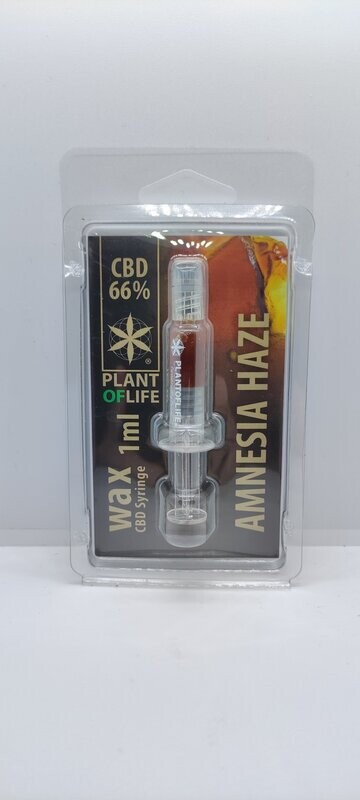 CBD
66%
®
PLANT
OFLIFE
wax 1ml
CBD Syringe
PLANTOFLIFE
AMNESIA HAZE